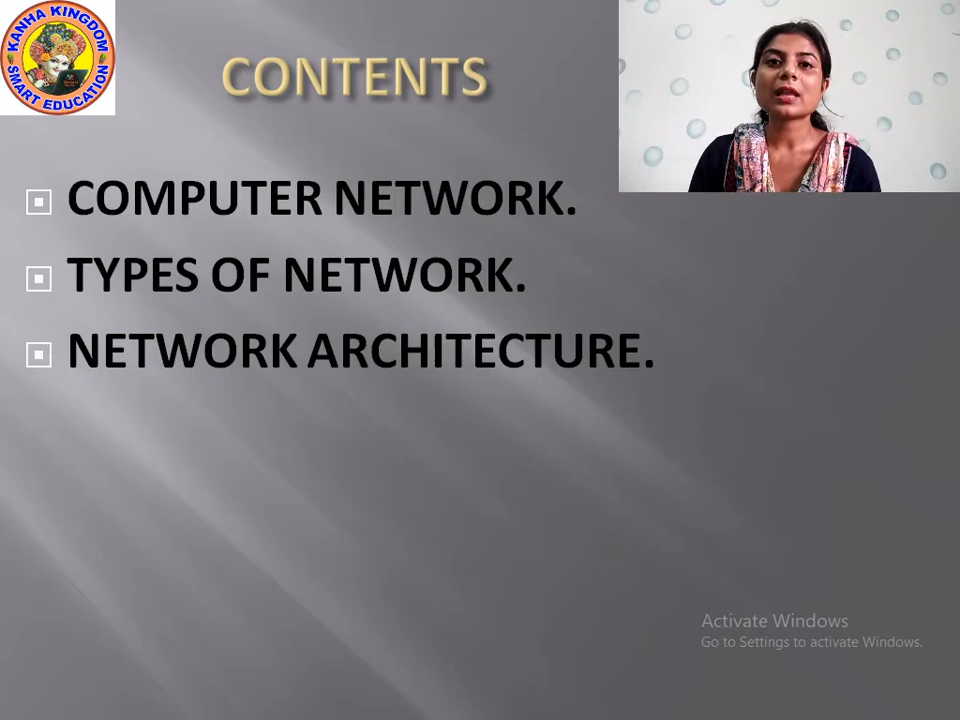 KANHA KINGDOM
SMART EDUCATION
CONTENTS
COMPUTER NETWORK.
TYPES OF NETWORK.
NETWORK ARCHITECTURE.
Activate Windows
Go to Settings to activate Windows.